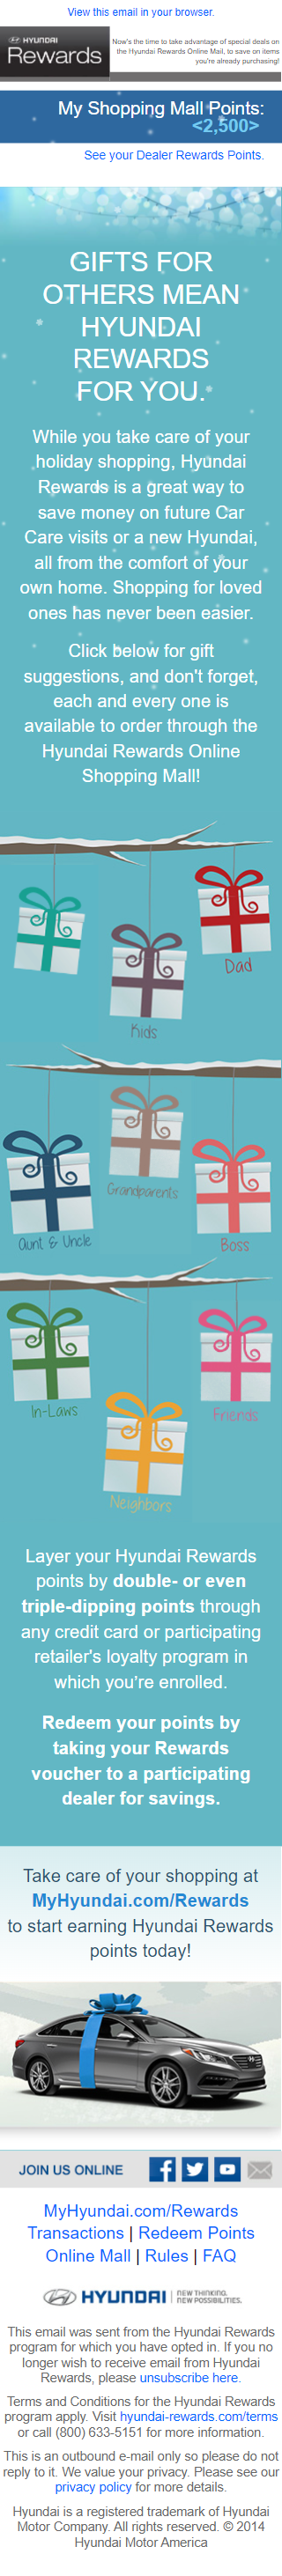 View this email in your browser.
HYUNDAI
Rewards
Now's the time to take advantage of special deals on
the Hyundai Rewards Online Mall, to save on items
you're already purchasing!
My Shopping Mall Points:
<2,500>
See your Dealer Rewards Points.
GIFTS FOR
OTHERS MEAN
HYUNDAI
REWARDS
FOR YOU.
While you take care of your
holiday shopping, Hyundai
Rewards is a great way to
save money on future Car
Care visits or a new Hyundai,
all from the comfort of your
own home. Shopping for loved
ones has never been easier.
Click below for gift
suggestions, and don't forget,
each and every one is
available to order through the
Hyundai Rewards Online
Shopping Mall!
Dad
Kids
Grandparents
Aunt & Uncle
Boss
In-Laws
Friends
Neighbors
Layer your Hyundai Rewards
points by double- or even
triple-dipping points through
any credit card or participating
retailer's loyalty program in
which you're enrolled.
Redeem your points by
taking your Rewards
voucher to a participating
dealer for savings.
Take care of your shopping at
MyHyundai.com/Rewards
to start earning Hyundai Rewards
points today!
JOIN US ONLINE
MyHyundai.com/Rewards
Transactions | Redeem Points
Online Mall | Rules | FAQ
HYUNDAI
NEW THINKING.
NEW POSSIBILITIES.
This email was sent from the Hyundai Rewards
program for which you have opted in. If you no
longer wish to receive email from Hyundai
Rewards, please unsubscribe here.
Terms and Conditions for the Hyundai Rewards
program apply. Visit hyundai-rewards.com/terms
or call (800) 633-5151 for more information.
This is an outbound e-mail only so please do not
reply to it. We value your privacy. Please see our
privacy policy for more details.
Hyundai is a registered trademark of Hyundai
Motor Company. All rights reserved. © 2014
Hyundai Motor America